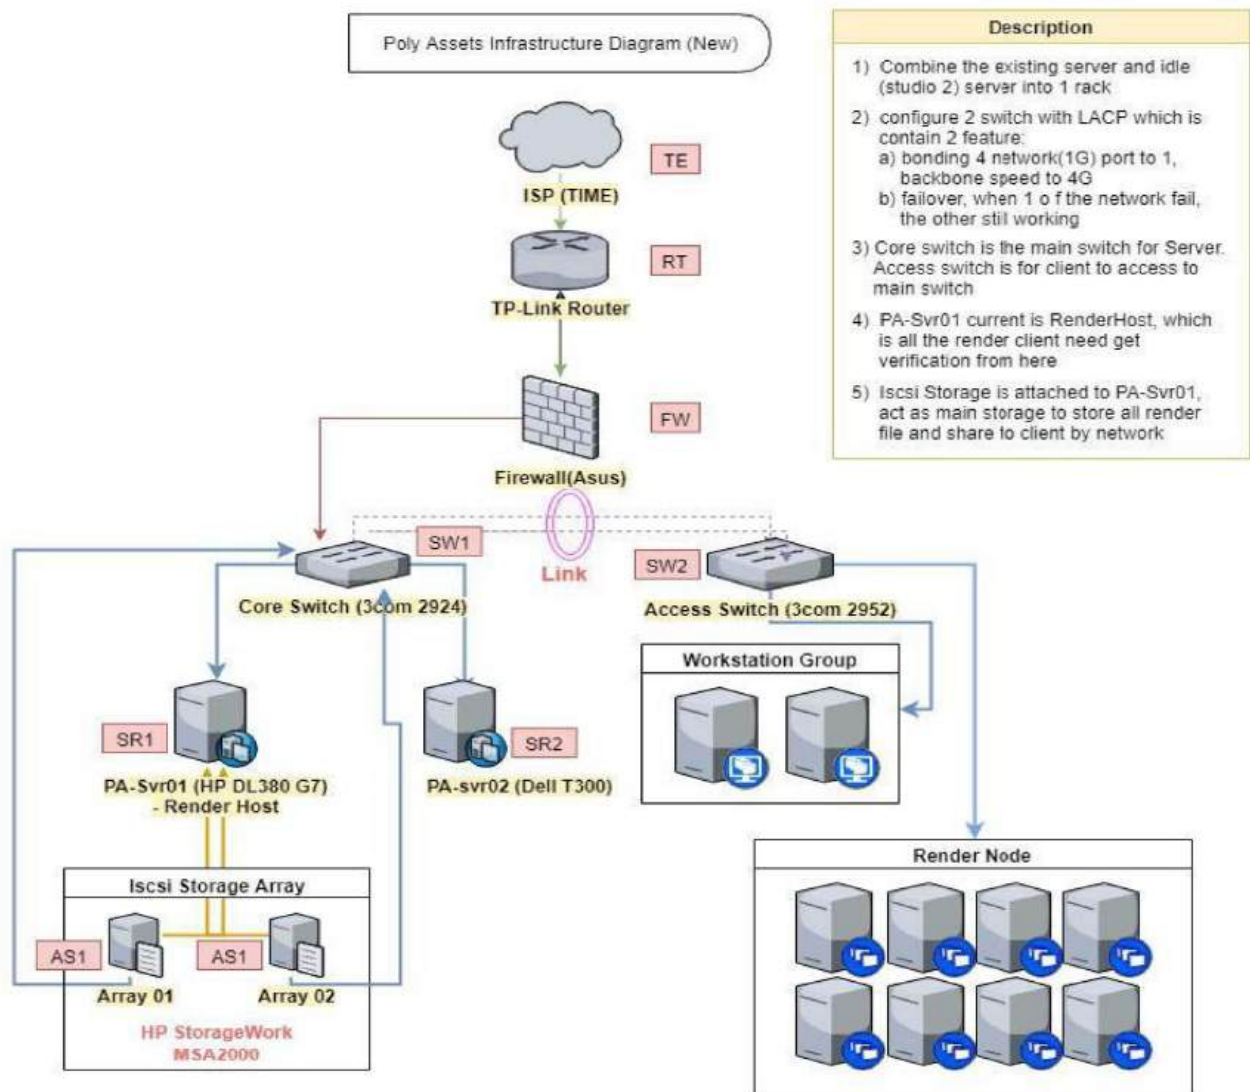 Poly Assets Infrastructure Diagram (New)
Description
1) Combine the existing server and idle
(studio 2) server into 1 rack
2) configure 2 switch with LACP which is
contain 2 feature:
a) bonding 4 network(1G) port to 1,
backbone speed to 4G
b) failover, when 1 o f the network fail,
the other still working
3) Core switch is the main switch for Server.
Access switch is for client to access to
main switch
4) PA-Svr01 current is RenderHost, which
is all the render client need get
verification from here
5) Iscsi Storage is attached to PA-Svr01,
act as main storage to store all render
file and share to client by network
TE
ISP (TIME)
RT
TP-Link Router
FW
Firewall(Asus)
SW1
Link
SW2
Core Switch (3com 2924)
Access Switch (3com 2952)
Workstation Group
SR1
SR2
PA-Svr01 (HP DL380 G7)
- Render Host
PA-svr02 (Dell T300)
Render Node
Iscsi Storage Array
AS1
AS1
Array 01
Array 02
HP StorageWork
MSA2000